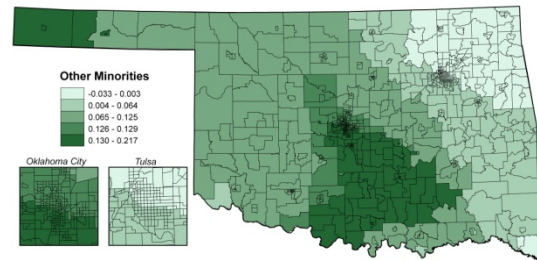 Other Minorities
-0.033 - 0.003
0.004 - 0.064
0.065 - 0.125
0.126 - 0.129
0.130 - 0.217
Oklahoma City
Tulsa